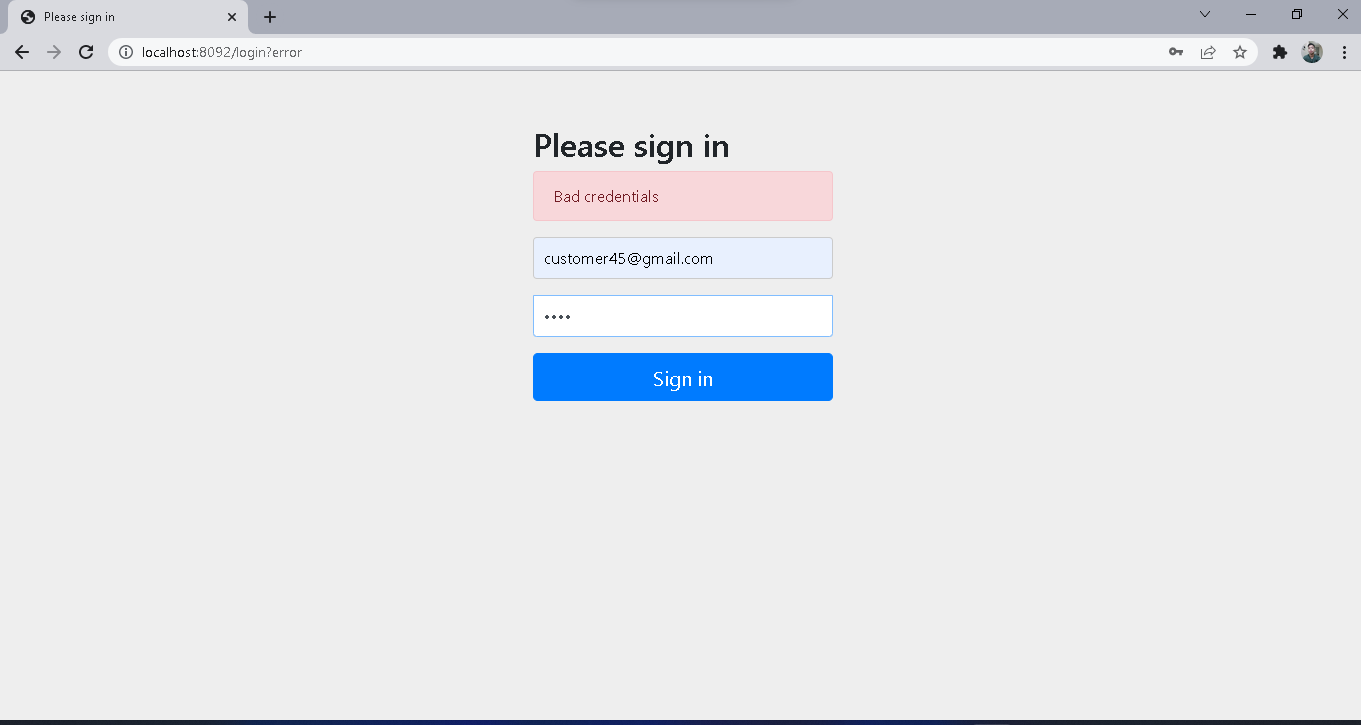 Please sign in
localhost:8092/login?error
Please sign in
Bad credentials
customer45@gmail.com
••••
Sign in